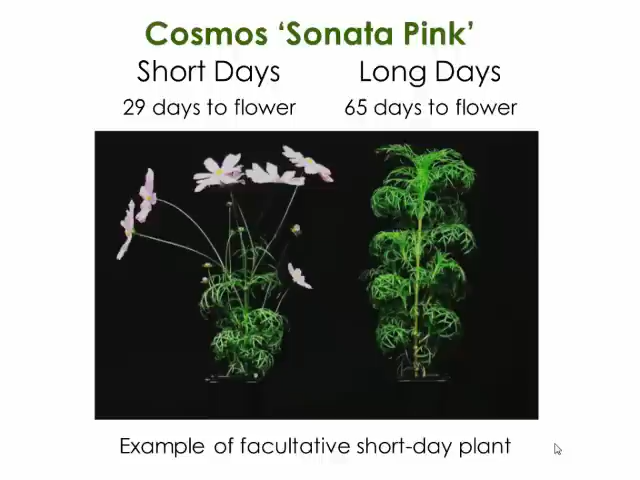 Cosmos ‘Sonata Pink’
Short Days
Long Days
29 days to flower
65 days to flower
Example of facultative short-day plant